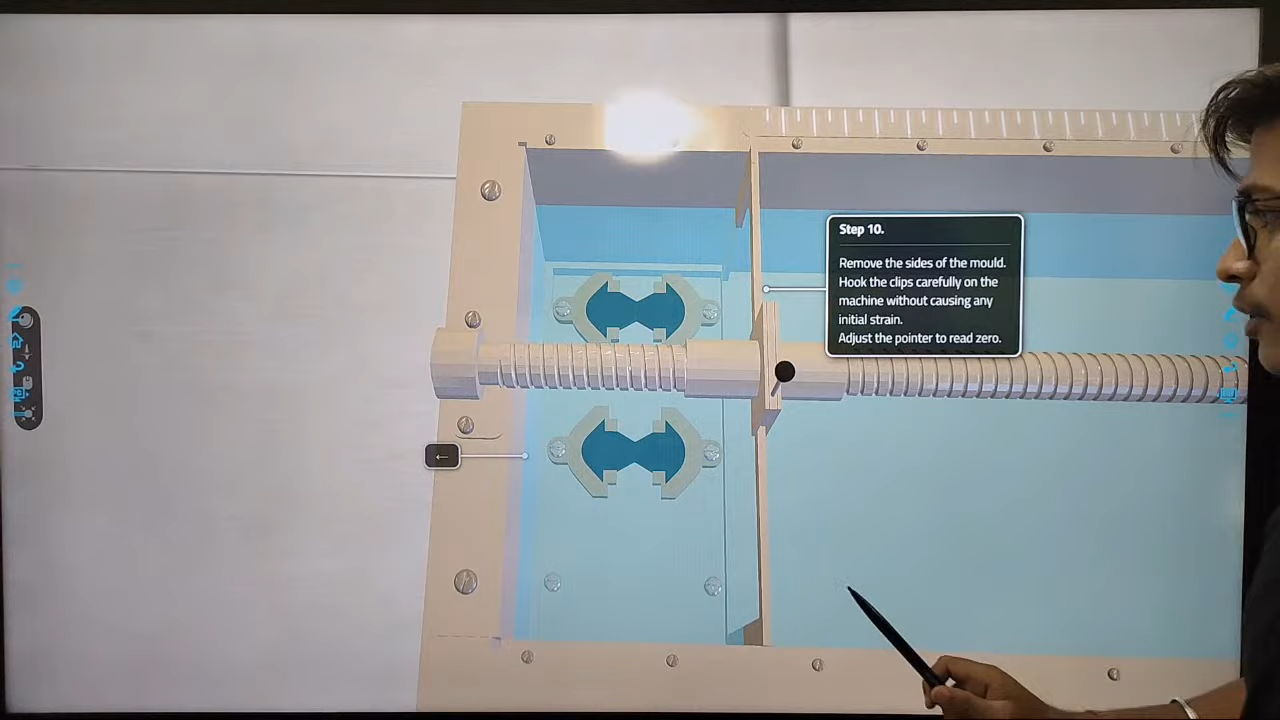 Step 10.
Remove the sides of the mould.
Hook the clips carefully on the
machine without causing any
initial strain.
Adjust the pointer to read zero.
←